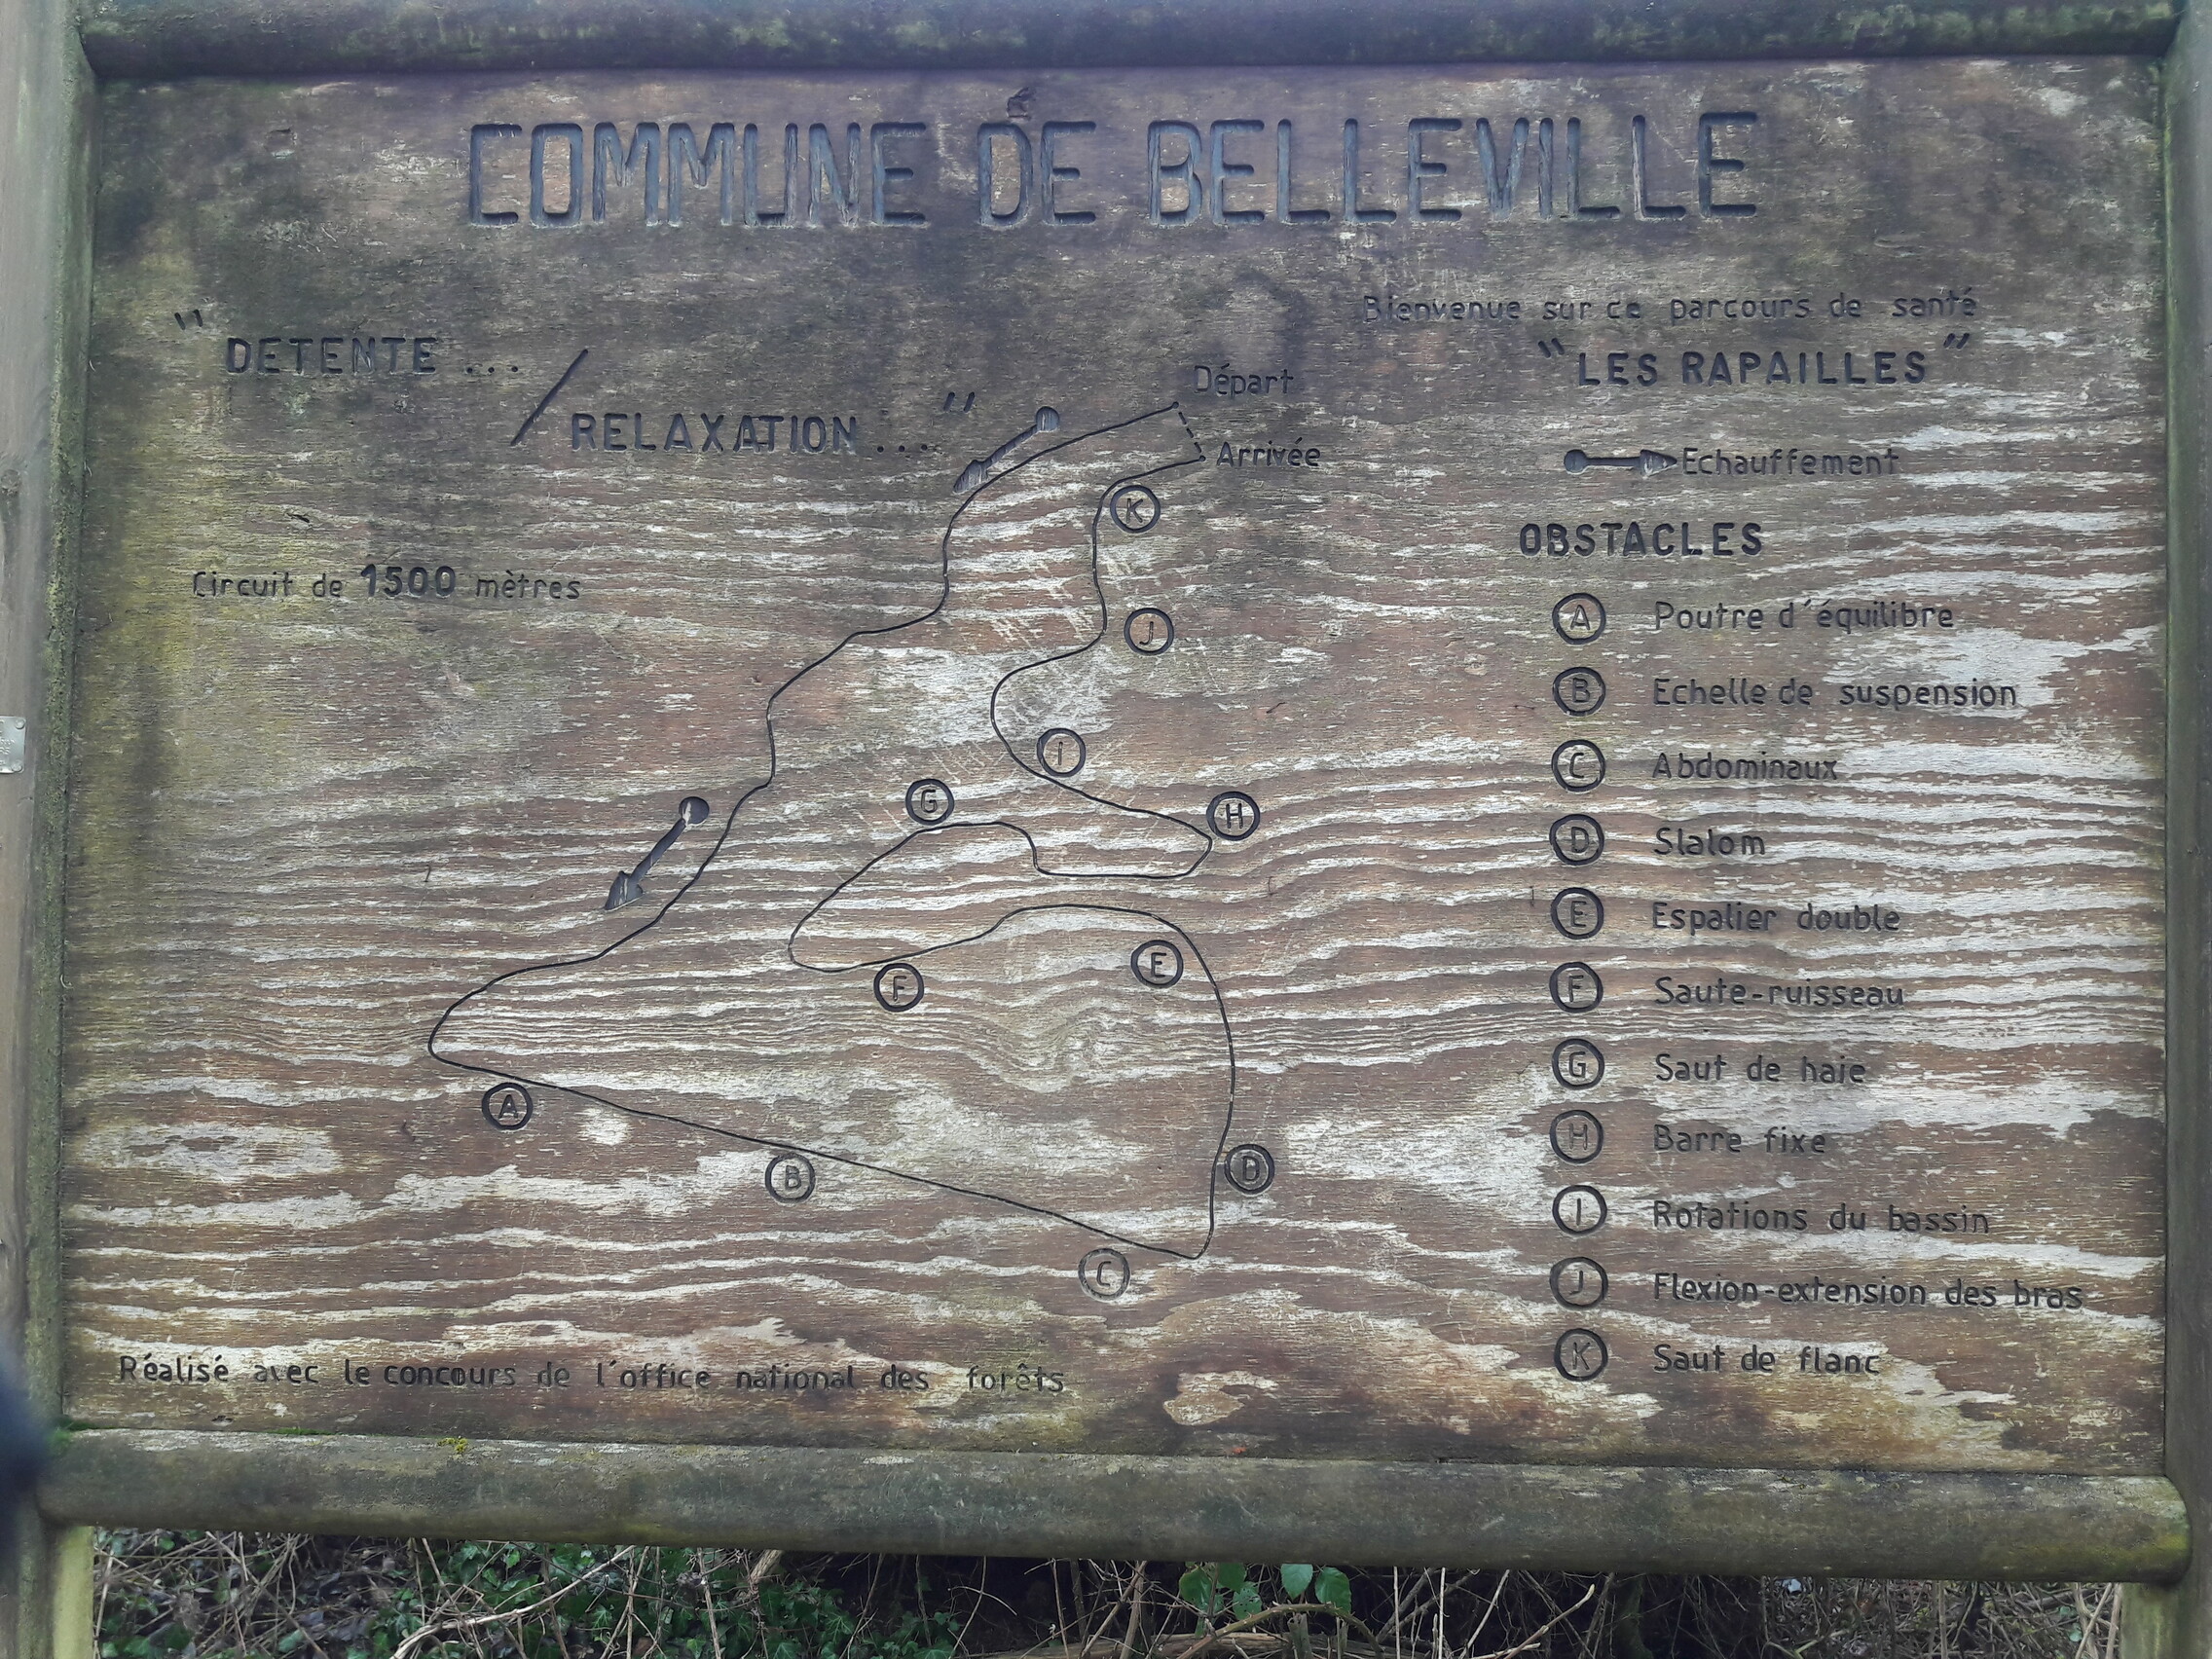 COMMUNE DE BELLEVILLE
" DETENTE ... /
RELAXATION ... "
Circuit de 1500 mètres
Départ
Arrivée
K
J
I
G
H
F
E
A
B
D
C
Réalisé avec le concours de l'office national des forêts
Bienvenue sur ce parcours de santé
"LES RAPAILLES"
Echauffement
OBSTACLES
A Poutre d'équilibre
B Echelle de suspension
C Abdominaux
D Slalom
E Espalier double
F Saute-ruisseau
G Saut de haie
H Barre fixe
I Rotations du bassin
J Flexion-extension des bras
K Saut de flanc